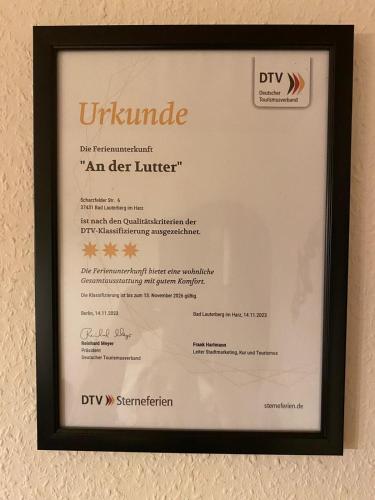 DTV
Deutscher
Tourismusverband
Urkunde
Die Ferienunterkunft
"An der Lutter"
Scharzfelder Str. 6
37431 Bad Lauterberg im Harz
ist nach den Qualitätskriterien der
DTV-Klassifizierung ausgezeichnet.
Die Ferienunterkunft bietet eine wohnliche
Gesamtausstattung mit gutem Komfort.
Die Klassifizierung ist bis zum 13. November 2026 gültig.
Berlin, 14.11.2023
Bad Lauterberg im Harz, 14.11.2023
Reinhard Meyer
Präsident
Deutscher Tourismusverband
Frank Hartmann
Leiter Stadtmarketing, Kur und Tourismus
DTV Sterneferien
sterneferien.de